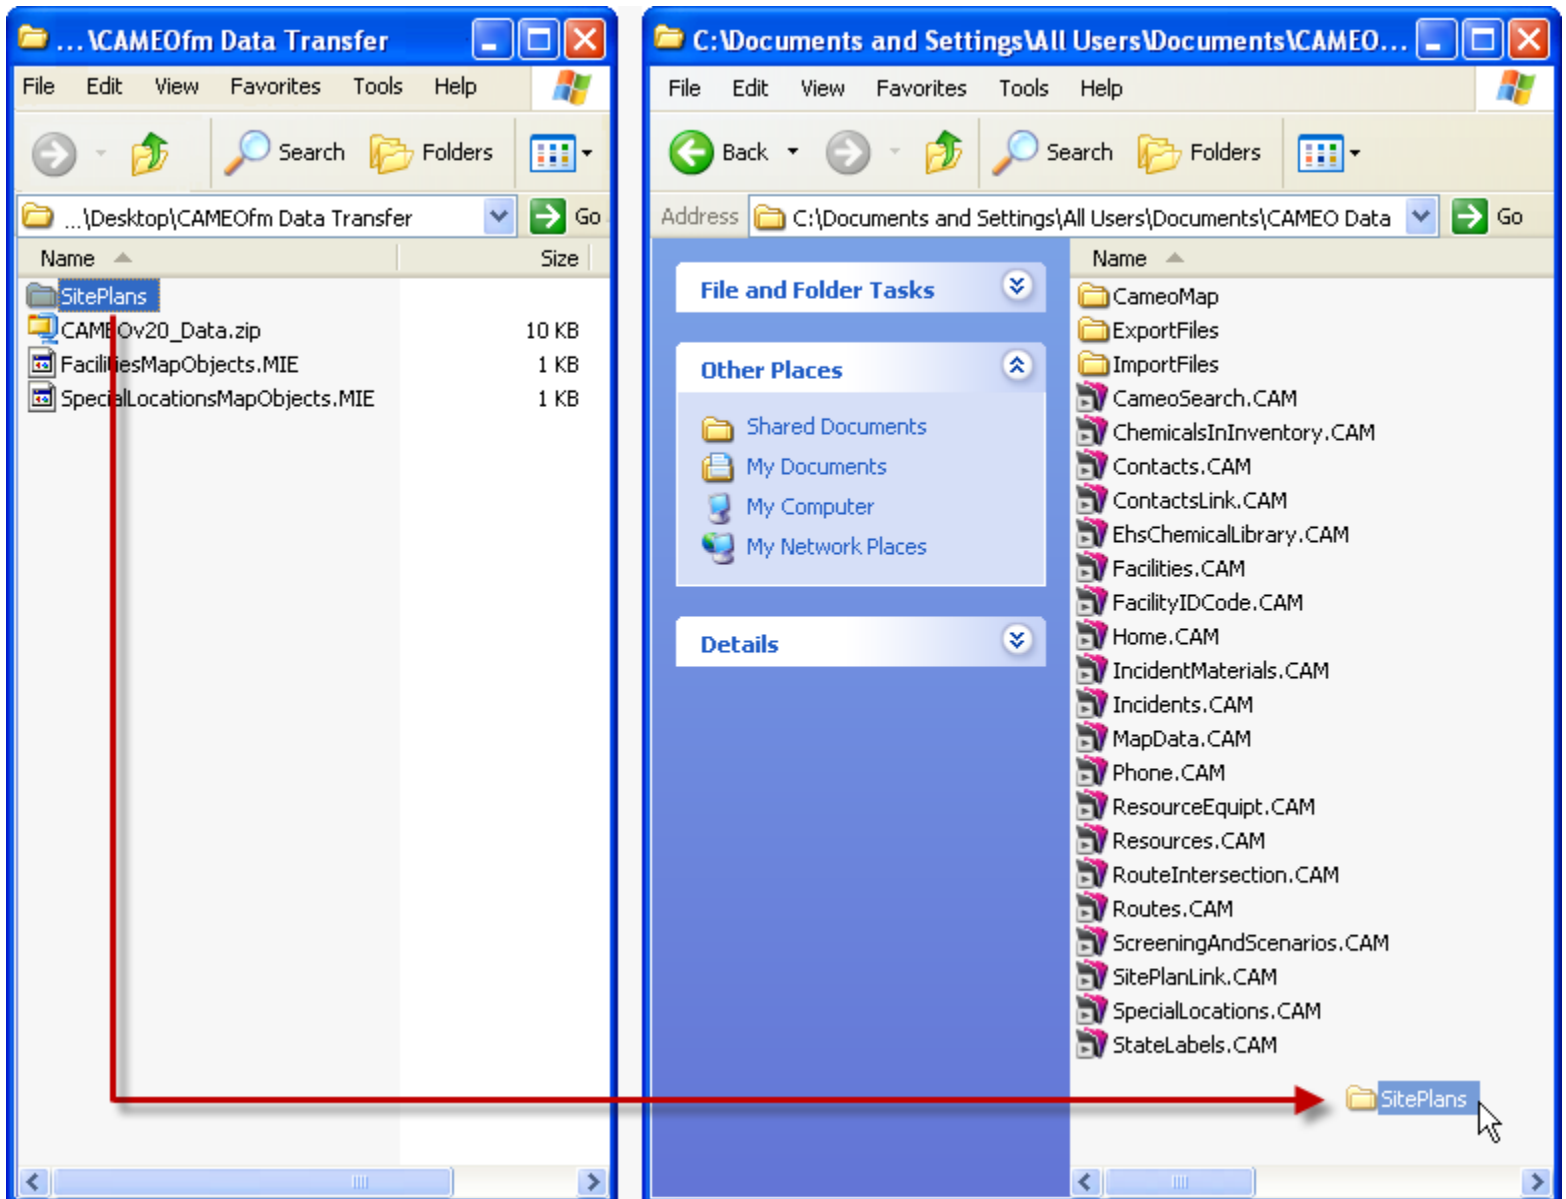 ...\CAMEOfm Data Transfer
File Edit View Favorites Tools Help
Search Folders
...\Desktop\CAMEOfm Data Transfer Go
Name Size
SitePlans
CAMEOv20_Data.zip 10 KB
FacilitiesMapObjects.MIE 1 KB
SpecialLocationsMapObjects.MIE 1 KB
C:\Documents and Settings\All Users\Documents\CAMEO...
File Edit View Favorites Tools Help
Back Search Folders
Address C:\Documents and Settings\All Users\Documents\CAMEO Data Go
File and Folder Tasks
Other Places
Shared Documents
My Documents
My Computer
My Network Places
Details
Name
CameoMap
ExportFiles
ImportFiles
CameoSearch.CAM
ChemicalsInInventory.CAM
Contacts.CAM
ContactsLink.CAM
EhsChemicalLibrary.CAM
Facilities.CAM
FacilityIDCode.CAM
Home.CAM
IncidentMaterials.CAM
Incidents.CAM
MapData.CAM
Phone.CAM
ResourceEquipt.CAM
Resources.CAM
RouteIntersection.CAM
Routes.CAM
ScreeningAndScenarios.CAM
SitePlanLink.CAM
SpecialLocations.CAM
StateLabels.CAM
SitePlans